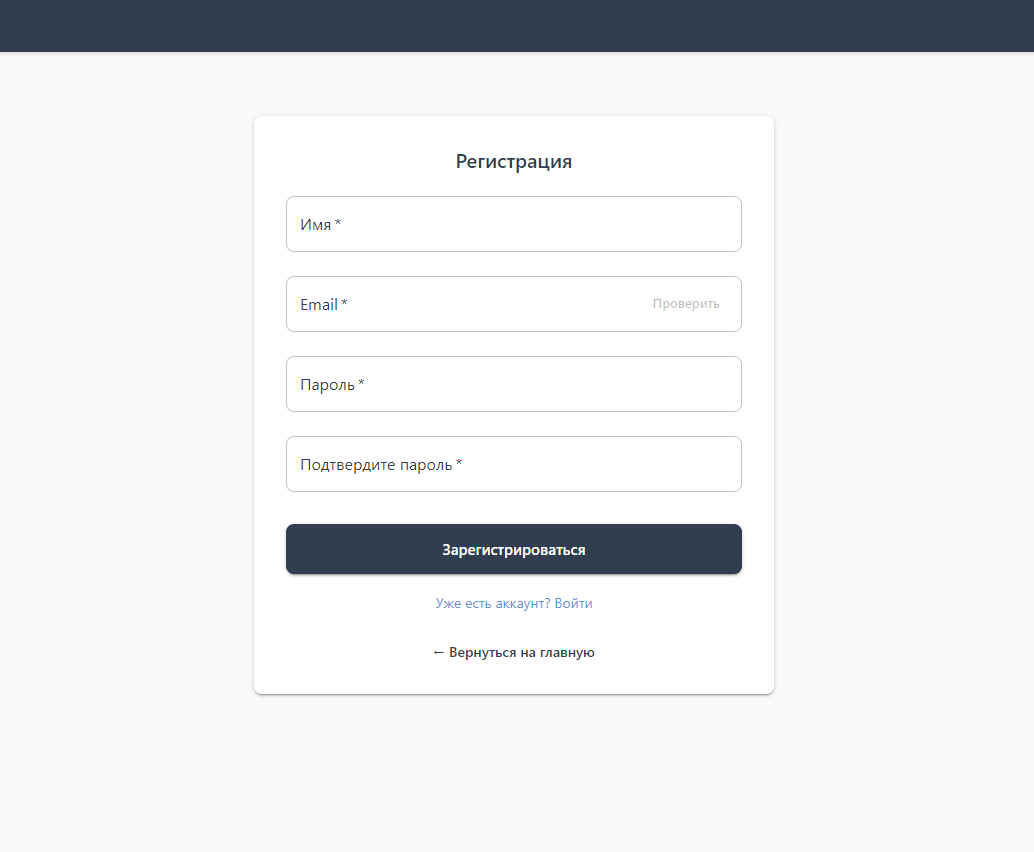 Регистрация
Имя *
Email *
Проверить
Пароль *
Подтвердите пароль *
Зарегистрироваться
Уже есть аккаунт? Войти
← Вернуться на главную